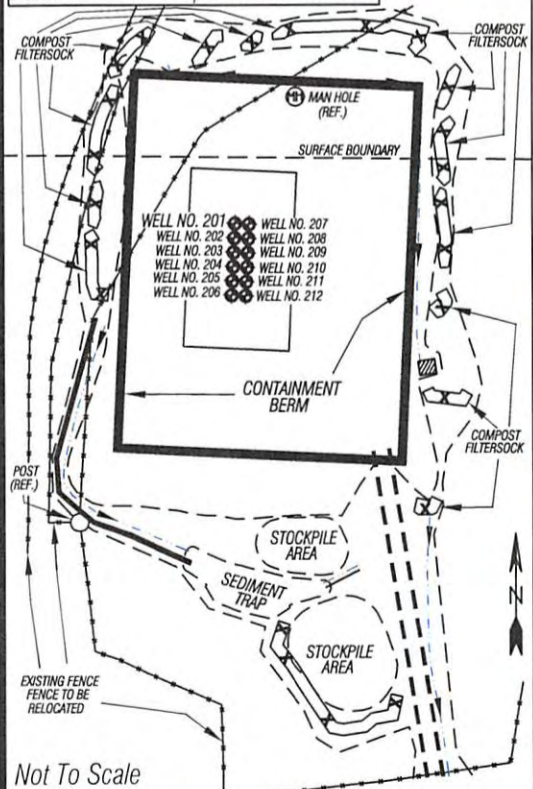 COMPOST
FILTERSOCK
COMPOST
FILTERSOCK
MH
MAN HOLE
(REF.)
SURFACE BOUNDARY
WELL NO. 201
WELL NO. 207
WELL NO. 202
WELL NO. 208
WELL NO. 203
WELL NO. 209
WELL NO. 204
WELL NO. 210
WELL NO. 205
WELL NO. 211
WELL NO. 206
WELL NO. 212
CONTAINMENT
BERM
COMPOST
FILTERSOCK
POST
(REF.)
STOCKPILE
AREA
SEDIMENT
TRAP
STOCKPILE
AREA
N
EXISTING FENCE
FENCE TO BE
RELOCATED
Not To Scale